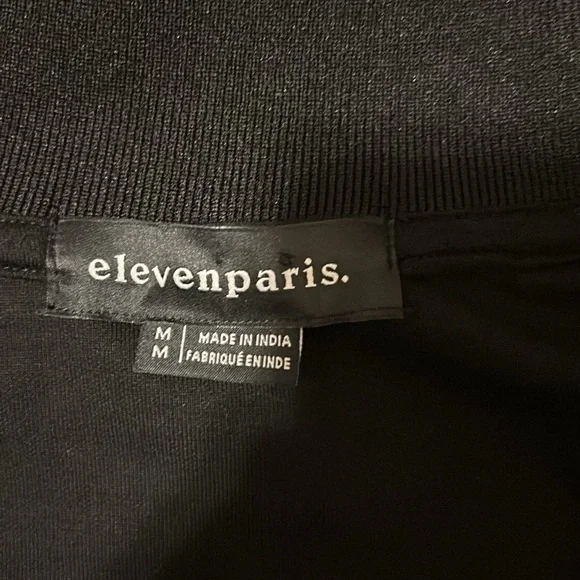 elevenparis.
M | MADE IN INDIA
M | FABRIQUÉ EN INDE